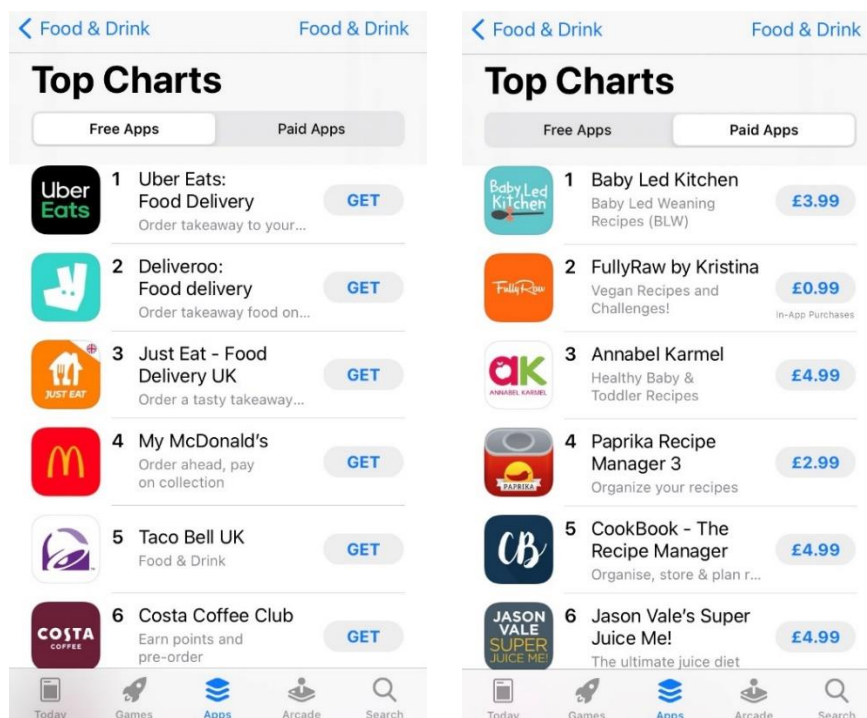 Food & Drink
Food & Drink
Top Charts
Free Apps
Paid Apps
Uber
Eats
1
Uber Eats:
Food Delivery
Order takeaway to your...
GET
2
Deliveroo:
Food delivery
Order takeaway food on...
GET
JUST EAT
3
Just Eat - Food
Delivery UK
Order a tasty takeaway...
GET
4
My McDonald's
Order ahead, pay
on collection
GET
5
Taco Bell UK
Food & Drink
GET
COSTA
COFFEE
6
Costa Coffee Club
Earn points and
pre-order
GET
Today
Games
Apps
Arcade
Search
Food & Drink
Food & Drink
Top Charts
Free Apps
Paid Apps
Baby Led
Kitchen
1
Baby Led Kitchen
Baby Led Weaning
Recipes (BLW)
£3.99
FullyRaw
2
FullyRaw by Kristina
Vegan Recipes and
Challenges!
£0.99
In-App Purchases
ak
ANNABEL KARMEL
3
Annabel Karmel
Healthy Baby &
Toddler Recipes
£4.99
PAPRIKA
4
Paprika Recipe
Manager 3
Organize your recipes
£2.99
CB
5
CookBook - The
Recipe Manager
Organise, store & plan r...
£4.99
JASON
VALE
SUPER
JUICE ME!
6
Jason Vale's Super
Juice Me!
The ultimate juice diet
£4.99
Today
Games
Apps
Arcade
Search